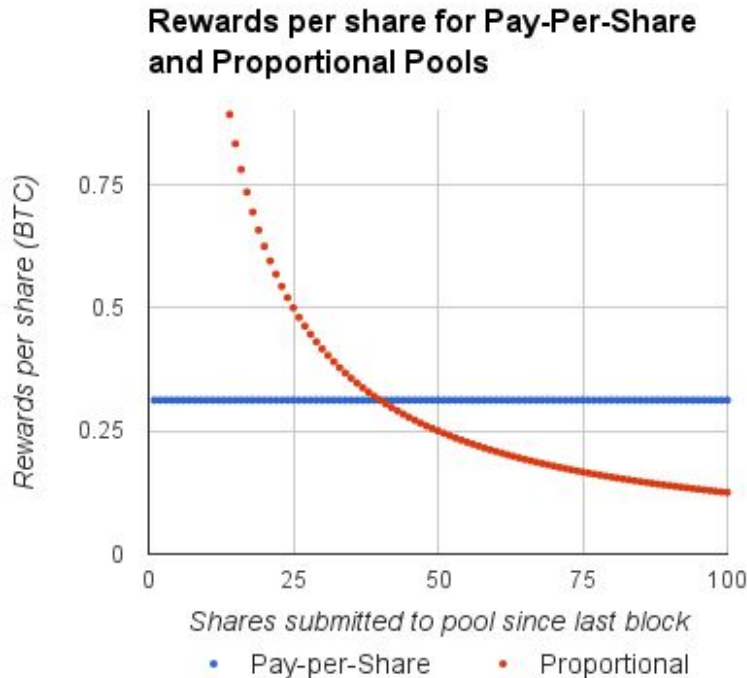 Rewards per share for Pay-Per-Share
and Proportional Pools
Rewards per share (BTC)
0.75
0.5
0.25
0
0 25 50 75 100
Shares submitted to pool since last block
Pay-per-Share Proportional